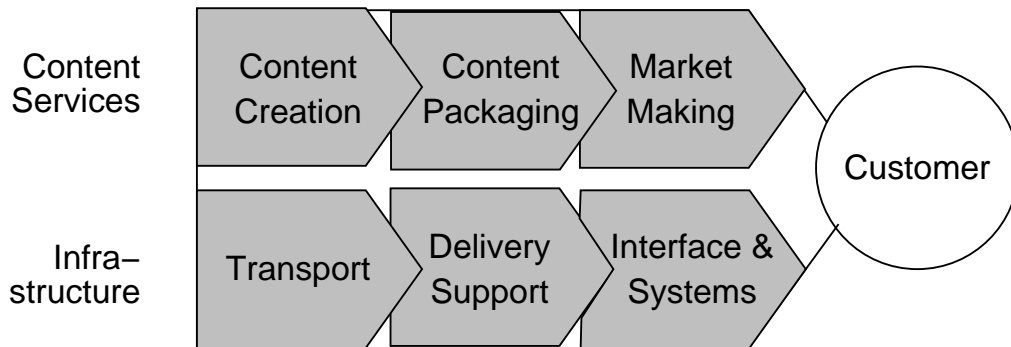 Content
Services
Content
Creation
Content
Packaging
Market
Making
Customer
Infra–
structure
Transport
Delivery
Support
Interface &
Systems